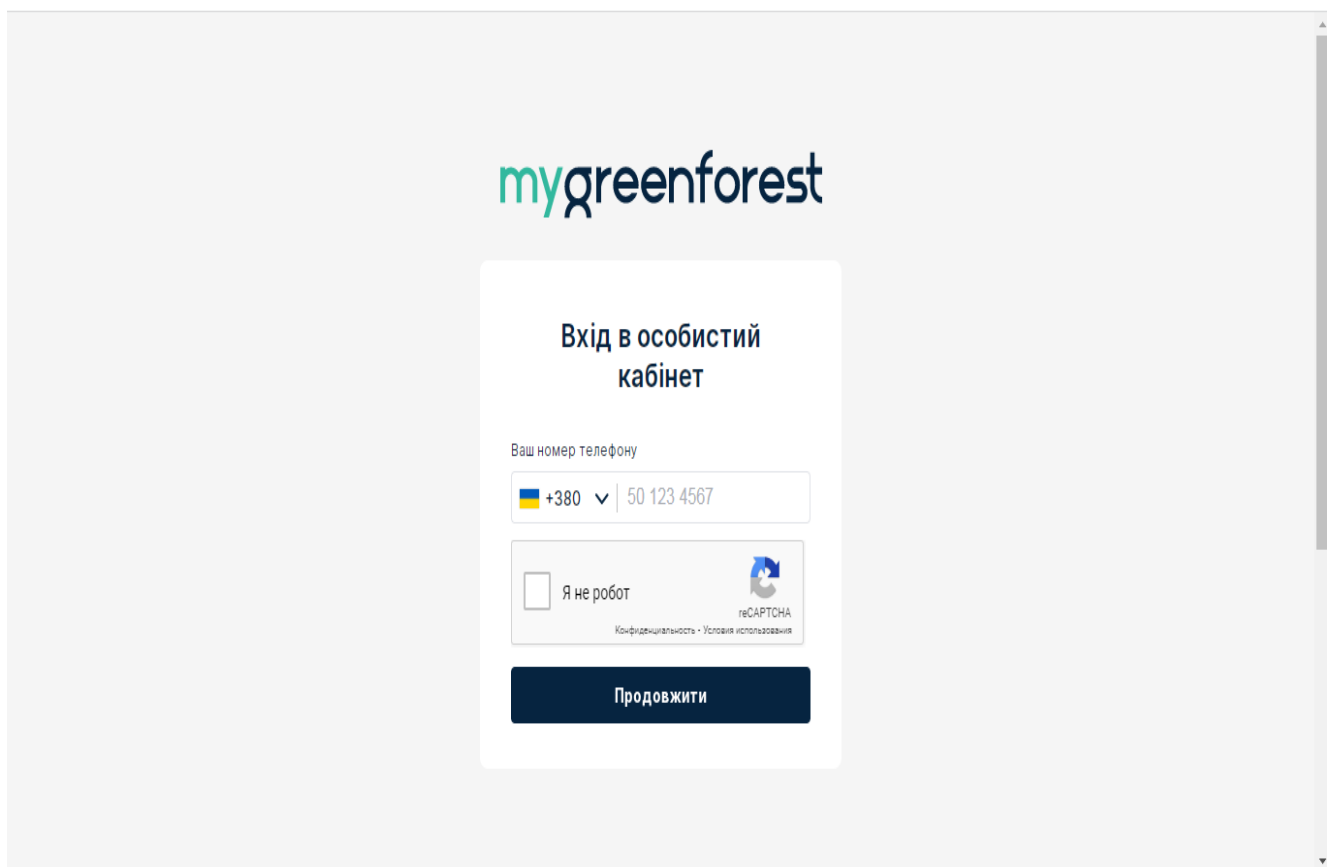 mygreenforest
Вхід в особистий
кабінет
Ваш номер телефону
+380 50 123 4567
Я не робот
reCAPTCHA
Конфиденциальность - Условия использования
Продовжити